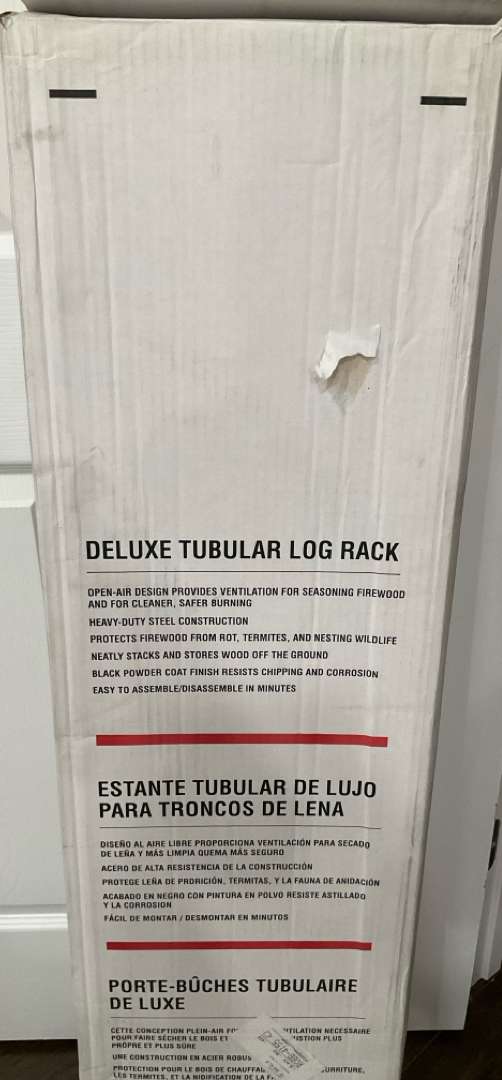 DELUXE TUBULAR LOG RACK
OPEN-AIR DESIGN PROVIDES VENTILATION FOR SEASONING FIREWOOD
AND FOR CLEANER, SAFER BURNING
HEAVY-DUTY STEEL CONSTRUCTION
PROTECTS FIREWOOD FROM ROT, TERMITES, AND NESTING WILDLIFE
NEATLY STACKS AND STORES WOOD OFF THE GROUND
BLACK POWDER COAT FINISH RESISTS CHIPPING AND CORROSION
EASY TO ASSEMBLE/DISASSEMBLE IN MINUTES
ESTANTE TUBULAR DE LUJO
PARA TRONCOS DE LENA
DISEÑO AL AIRE LIBRE PROPORCIONA VENTILACIÓN PARA SECADO
DE LEÑA Y MÁS LIMPIA QUEMA MÁS SEGURO
ACERO DE ALTA RESISTENCIA DE LA CONSTRUCCIÓN
PROTEGE LEÑA DE PRDRICIÓN, TERMITAS, Y LA FAUNA DE ANIDACIÓN
ACABADO EN NEGRO CON PINTURA EN POLVO RESISTE ASTILLADO
Y LA CORROSION
FÁCIL DE MONTAR / DESMONTAR EN MINUTOS
PORTE-BÛCHES TUBULAIRE
DE LUXE
CETTE CONCEPTION PLEIN-AIR NECESSAIRE
POUR FAIRE SÉCHER LE BOIS ET PLUS
PROPRE ET PLUS SÛRE
UNE CONSTRUCTION EN ACIER
PROTECTION POUR LE BOIS DE
LES TERMITES, ET LA NIDIFICATION DE LA